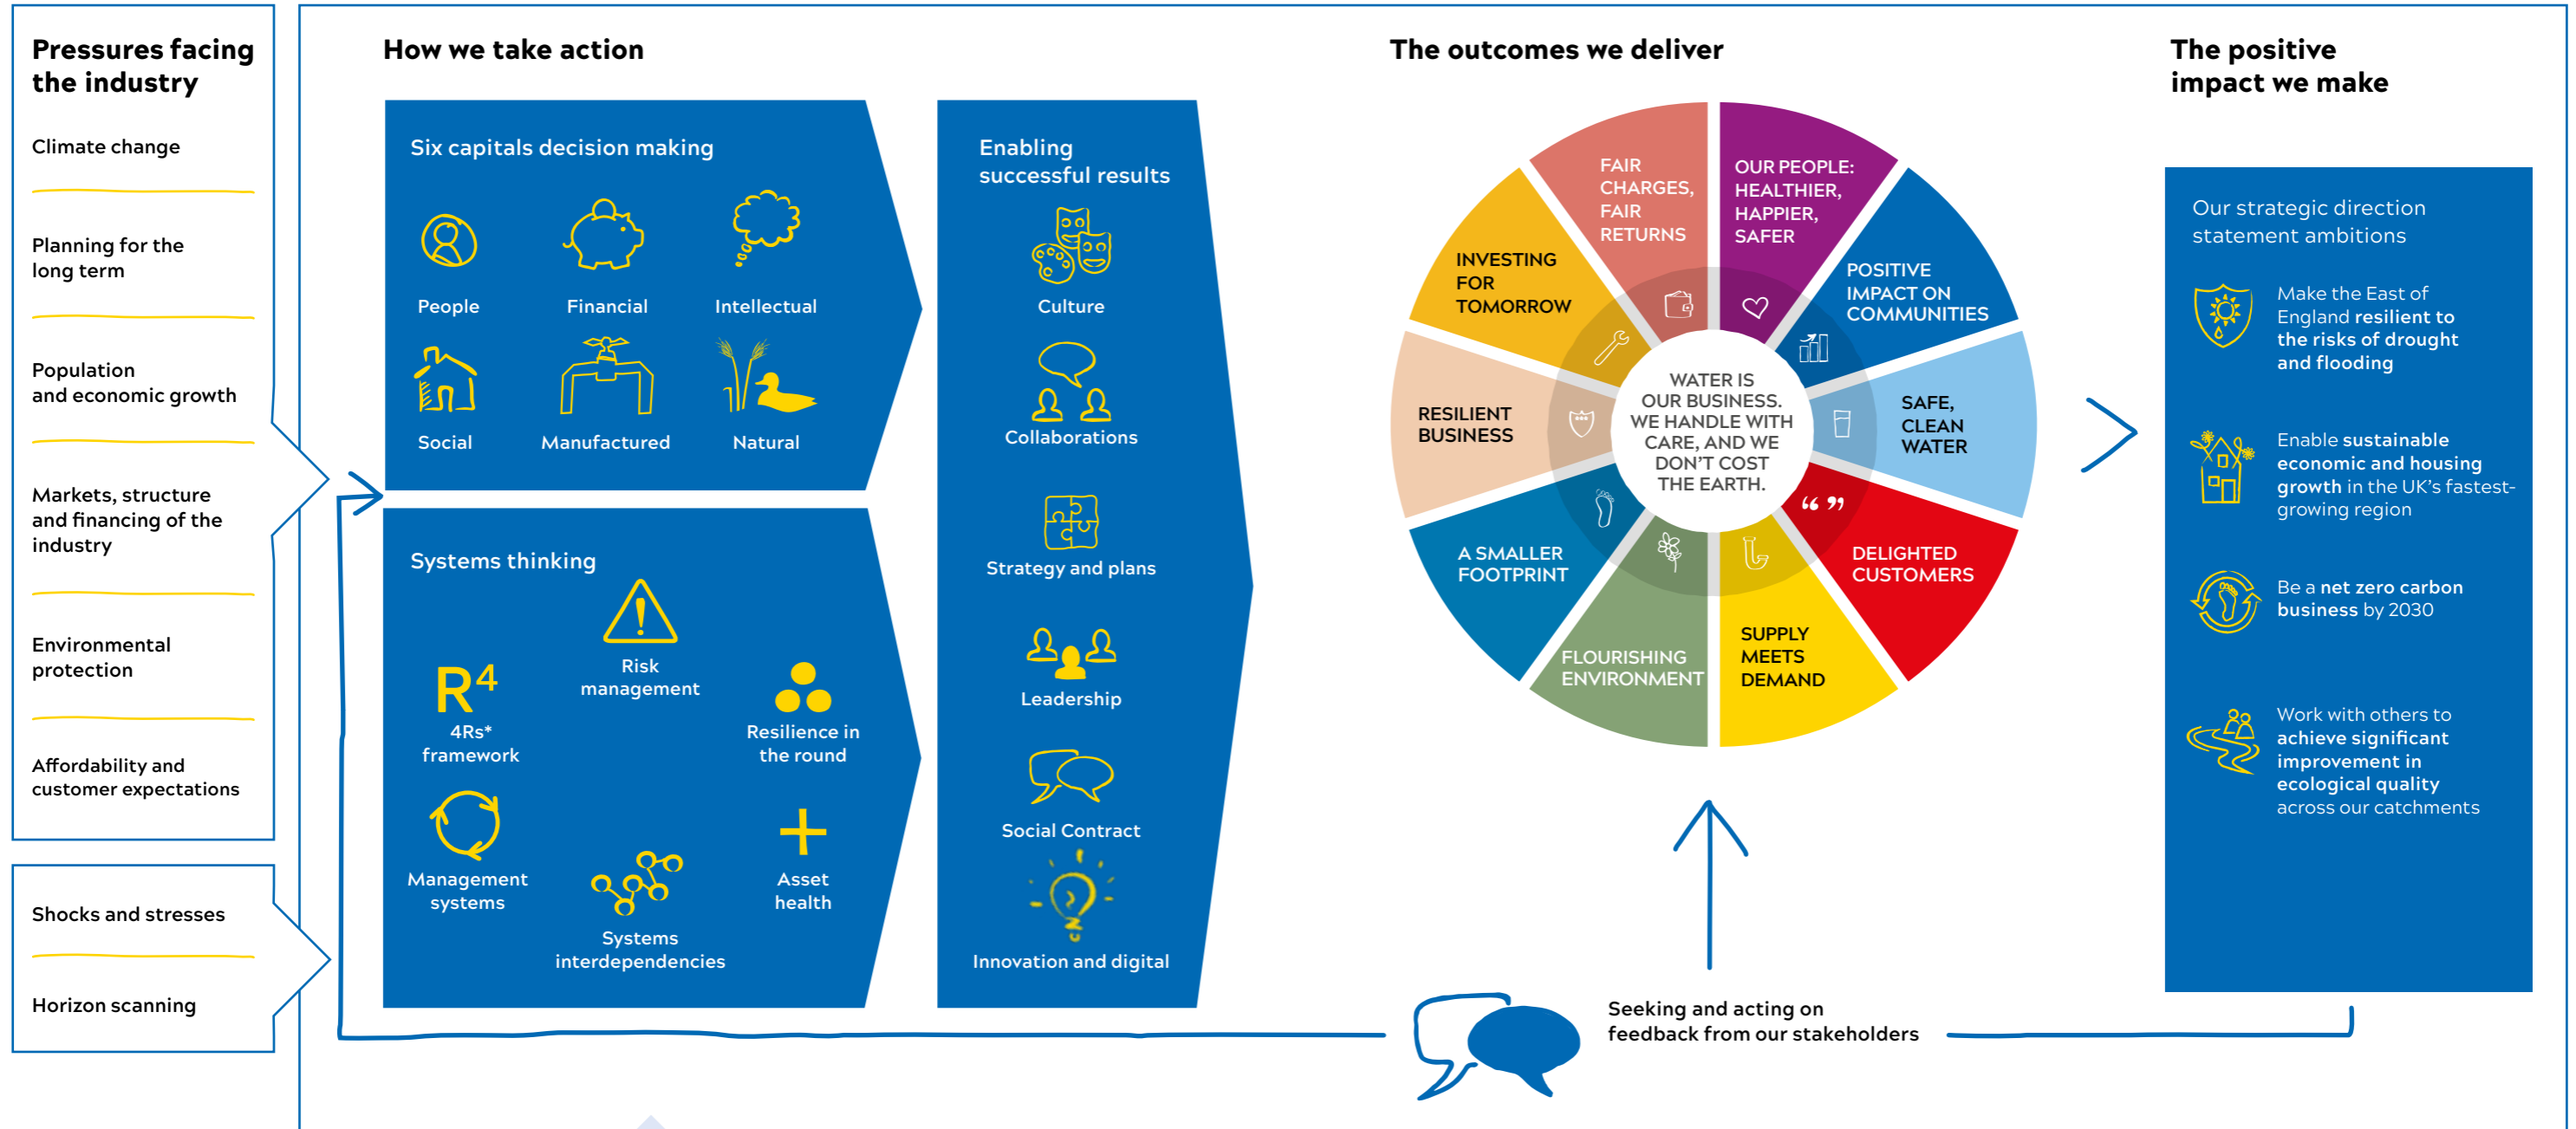 Pressures facing
the industry
Climate change
Planning for the
long term
Population
and economic growth
Markets, structure
and financing of the
industry
Environmental
protection
Affordability and
customer expectations
Shocks and stresses
Horizon scanning
How we take action
Six capitals decision making
People
Financial
Intellectual
Social
Manufactured
Natural
Systems thinking
Risk
management
R4
4Rs*
framework
Resilience in
the round
Management
systems
Systems
interdependencies
Asset
health
Enabling
successful results
Culture
Collaborations
Strategy and plans
Leadership
Social Contract
Innovation and digital
The outcomes we deliver
FAIR
CHARGES,
FAIR
RETURNS
OUR PEOPLE:
HEALTHIER,
HAPPIER,
SAFER
POSITIVE
IMPACT ON
COMMUNITIES
SAFE,
CLEAN
WATER
DELIGHTED
CUSTOMERS
SUPPLY
MEETS
DEMAND
FLOURISHING
ENVIRONMENT
A SMALLER
FOOTPRINT
RESILIENT
BUSINESS
INVESTING
FOR
TOMORROW
WATER IS
OUR BUSINESS.
WE HANDLE WITH
CARE, AND WE
DON'T COST
THE EARTH.
Seeking and acting on
feedback from our stakeholders
The positive
impact we make
Our strategic direction
statement ambitions
Make the East of
England resilient to
the risks of drought
and flooding
Enable sustainable
economic and housing
growth in the UK's fastest-
growing region
Be a net zero carbon
business by 2030
Work with others to
achieve significant
improvement in
ecological quality
across our catchments